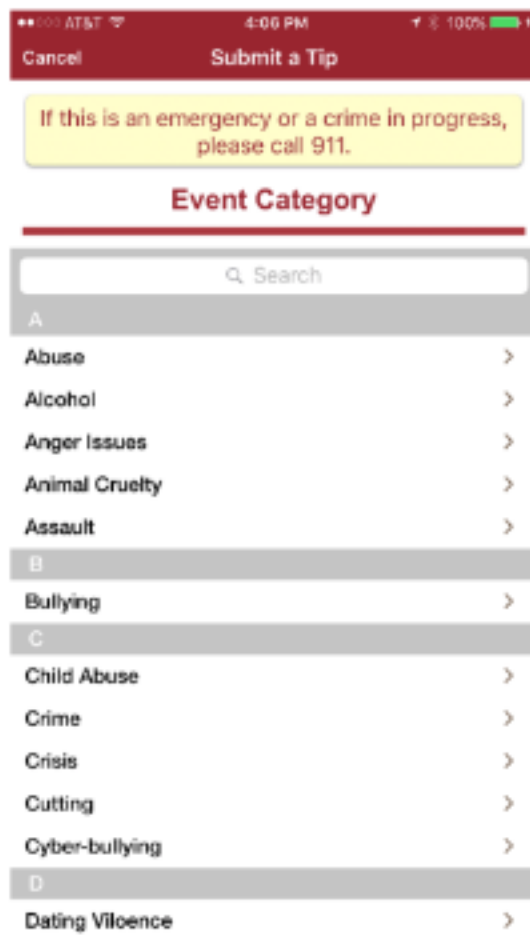 AT&T 4:06 PM 100%
Cancel Submit a Tip
If this is an emergency or a crime in progress,
please call 911.
Event Category
Search
A
Abuse
Alcohol
Anger Issues
Animal Cruelty
Assault
B
Bullying
C
Child Abuse
Crime
Crisis
Cutting
Cyber-bullying
D
Dating Viloence